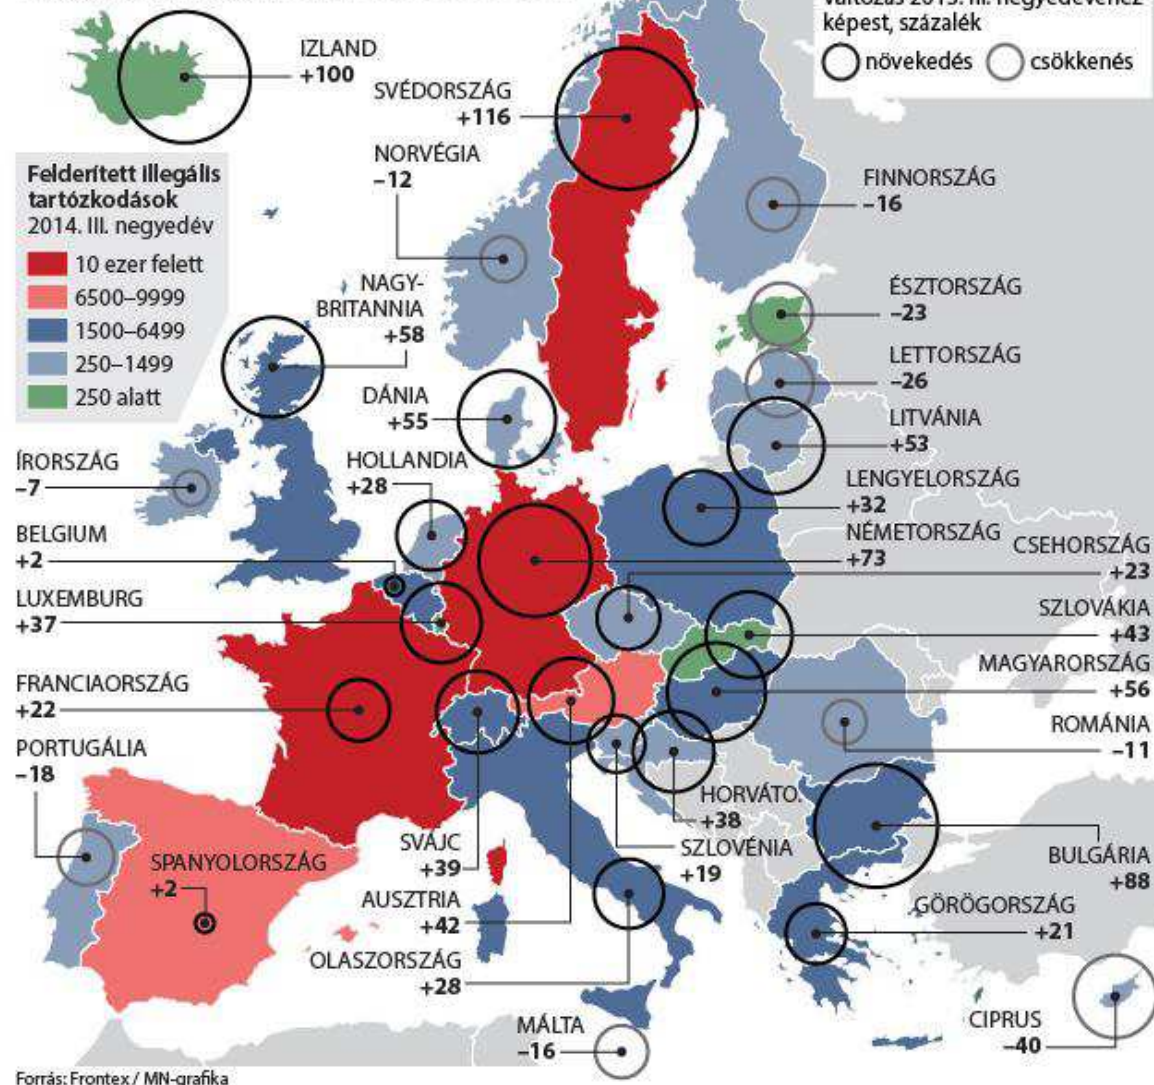 képest, százalék
növekedés
csökkenés
IZLAND
+100
SVÉDORSZÁG
+116
NORVÉGIA
–12
Felderített illegális
tartózkodások
2014. III. negyedév
10 ezer felett
6500–9999
1500–6499
250–1499
250 alatt
FINNORSZÁG
–16
NAGY-
BRITANNIA
+58
ÉSZTORSZÁG
–23
LETTORSZÁG
–26
DÁNIA
+55
LITVÁNIA
+53
ÍRORSZÁG
–7
HOLLANDIA
+28
LENGYELORSZÁG
+32
BELGIUM
+2
NÉMETORSZÁG
+73
CSEHORSZÁG
+23
LUXEMBURG
+37
SZLOVÁKIA
+43
MAGYARORSZÁG
+56
FRANCIAORSZÁG
+22
ROMÁNIA
–11
PORTUGÁLIA
–18
HORVÁTO.
+38
SVÁJC
+39
SZLOVÉNIA
+19
SPANYOLORSZÁG
+2
BULGÁRIA
+88
AUSZTRIA
+42
GÖRÖGORSZÁG
+21
OLASZORSZÁG
+28
MÁLTA
–16
CIPRUS
–40
Forrás: Frontex / MN-grafika